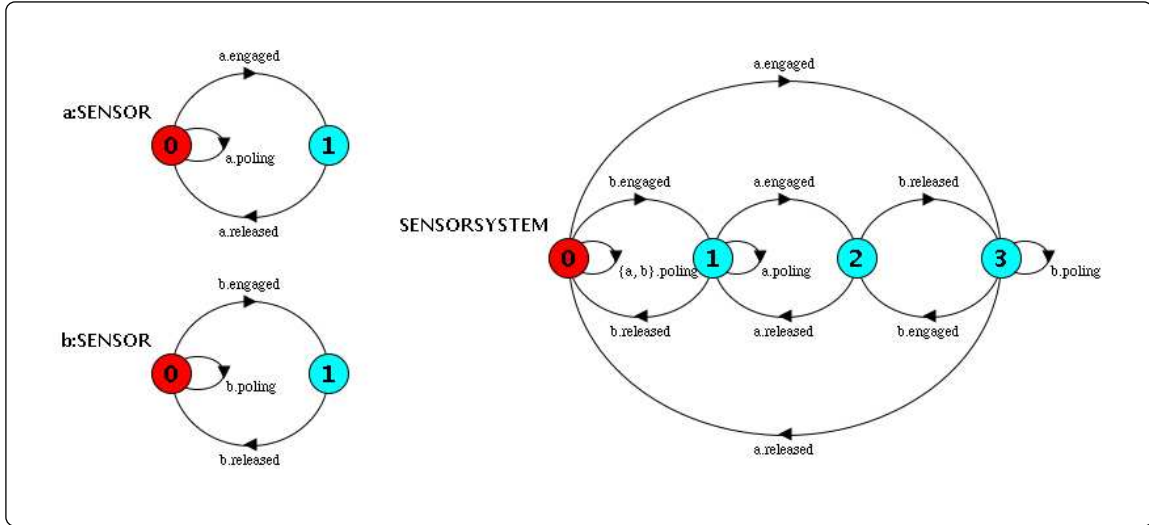 a.engaged
a:SENSOR
0
1
a.poling
a.released
b.engaged
b:SENSOR
0
1
b.poling
b.released
a.engaged
b.engaged
a.engaged
b.released
SENSORSYSTEM
0
1
2
3
{a, b}.poling
a.poling
b.poling
b.released
a.released
b.engaged
a.released